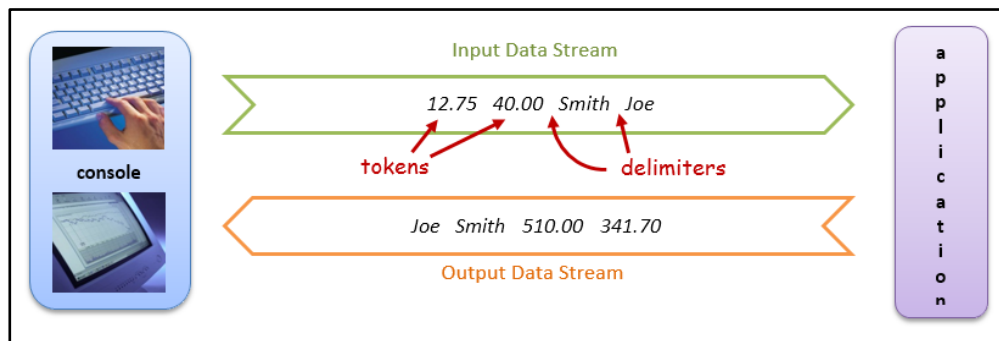 Input Data Stream
12.75 40.00 Smith Joe
tokens
delimiters
console
Joe Smith 510.00 341.70
Output Data Stream
application